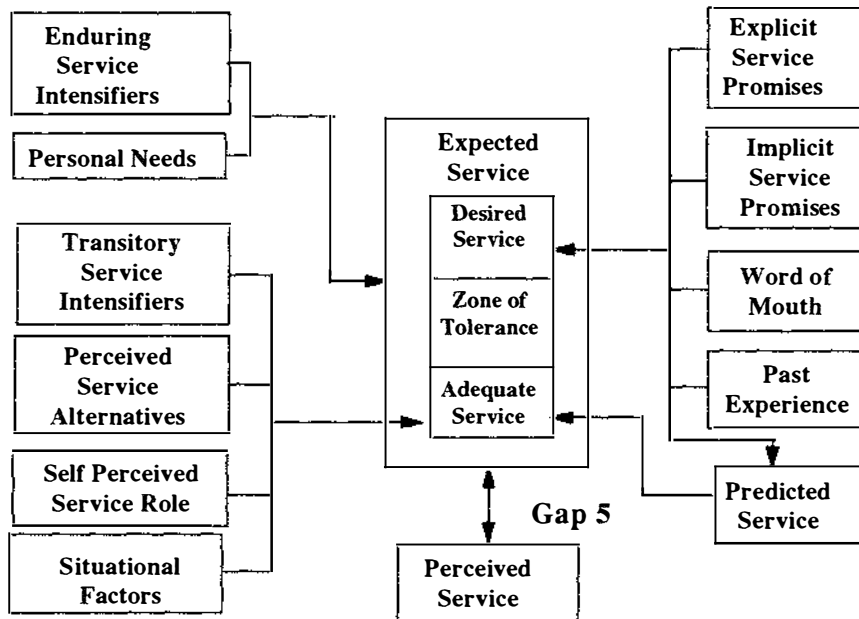 Enduring
Service
Intensifiers
Personal Needs
Transitory
Service
Intensifiers
Perceived
Service
Alternatives
Self Perceived
Service Role
Situational
Factors
Expected
Service
Desired
Service
Zone of
Tolerance
Adequate
Service
Gap 5
Perceived
Service
Explicit
Service
Promises
Implicit
Service
Promises
Word of
Mouth
Past
Experience
Predicted
Service